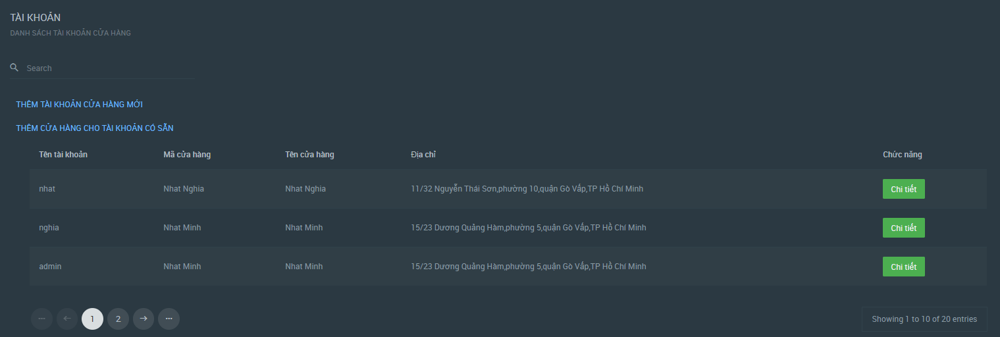 TÀI KHOẢN
DANH SÁCH TÀI KHOẢN CỬA HÀNG
Search
THÊM TÀI KHOẢN CỬA HÀNG MỚI
THÊM CỬA HÀNG CHO TÀI KHOẢN CÓ SẴN
Tên tài khoản Mã cửa hàng Tên cửa hàng Địa chỉ Chức năng
nhat Nhat Nghia Nhat Nghia 11/32 Nguyễn Thái Sơn,phường 10,quận Gò Vấp,TP Hồ Chí Minh Chi tiết
nghia Nhat Minh Nhat Minh 15/23 Dương Quảng Hàm,phường 5,quận Gò Vấp,TP Hồ Chí Minh Chi tiết
admin Nhat Minh Nhat Minh 15/23 Dương Quảng Hàm,phường 5,quận Gò Vấp,TP Hồ Chí Minh Chi tiết
1 2 Showing 1 to 10 of 20 entries